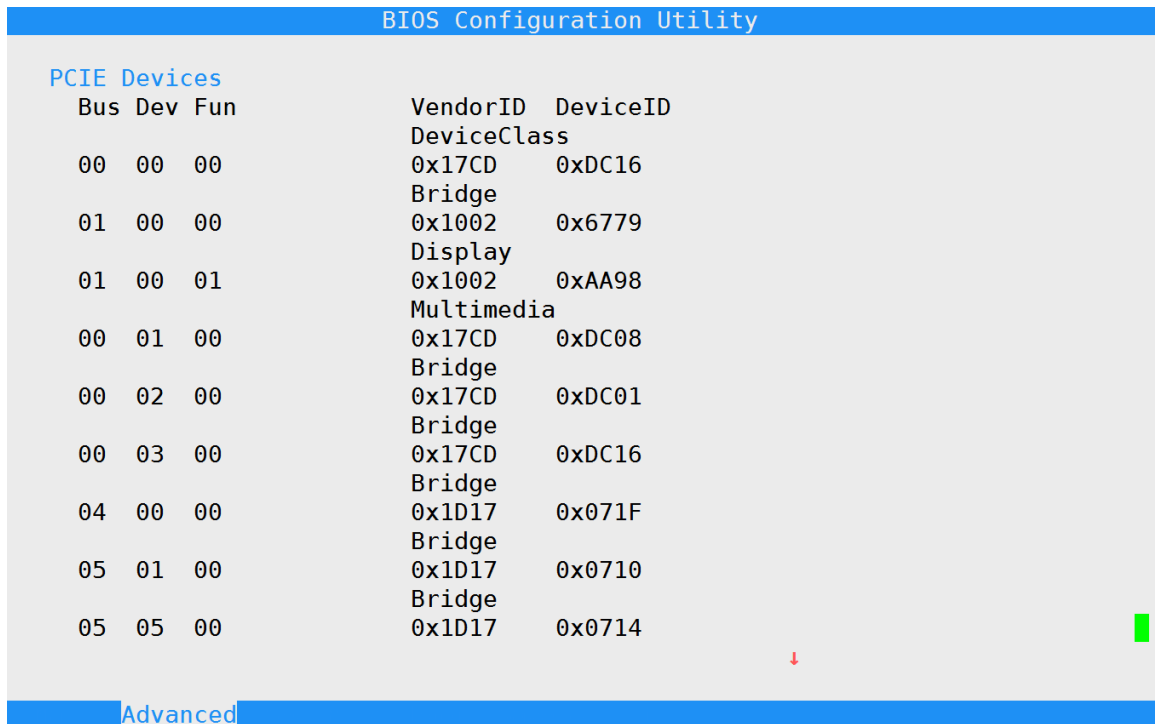 BIOS Configuration Utility
PCIE Devices
Bus Dev Fun VendorID DeviceID
DeviceClass
00 00 00 0x17CD 0xDC16
Bridge
01 00 00 0x1002 0x6779
Display
01 00 01 0x1002 0xAA98
Multimedia
00 01 00 0x17CD 0xDC08
Bridge
00 02 00 0x17CD 0xDC01
Bridge
00 03 00 0x17CD 0xDC16
Bridge
04 00 00 0x1D17 0x071F
Bridge
05 01 00 0x1D17 0x0710
Bridge
05 05 00 0x1D17 0x0714
↓
Advanced